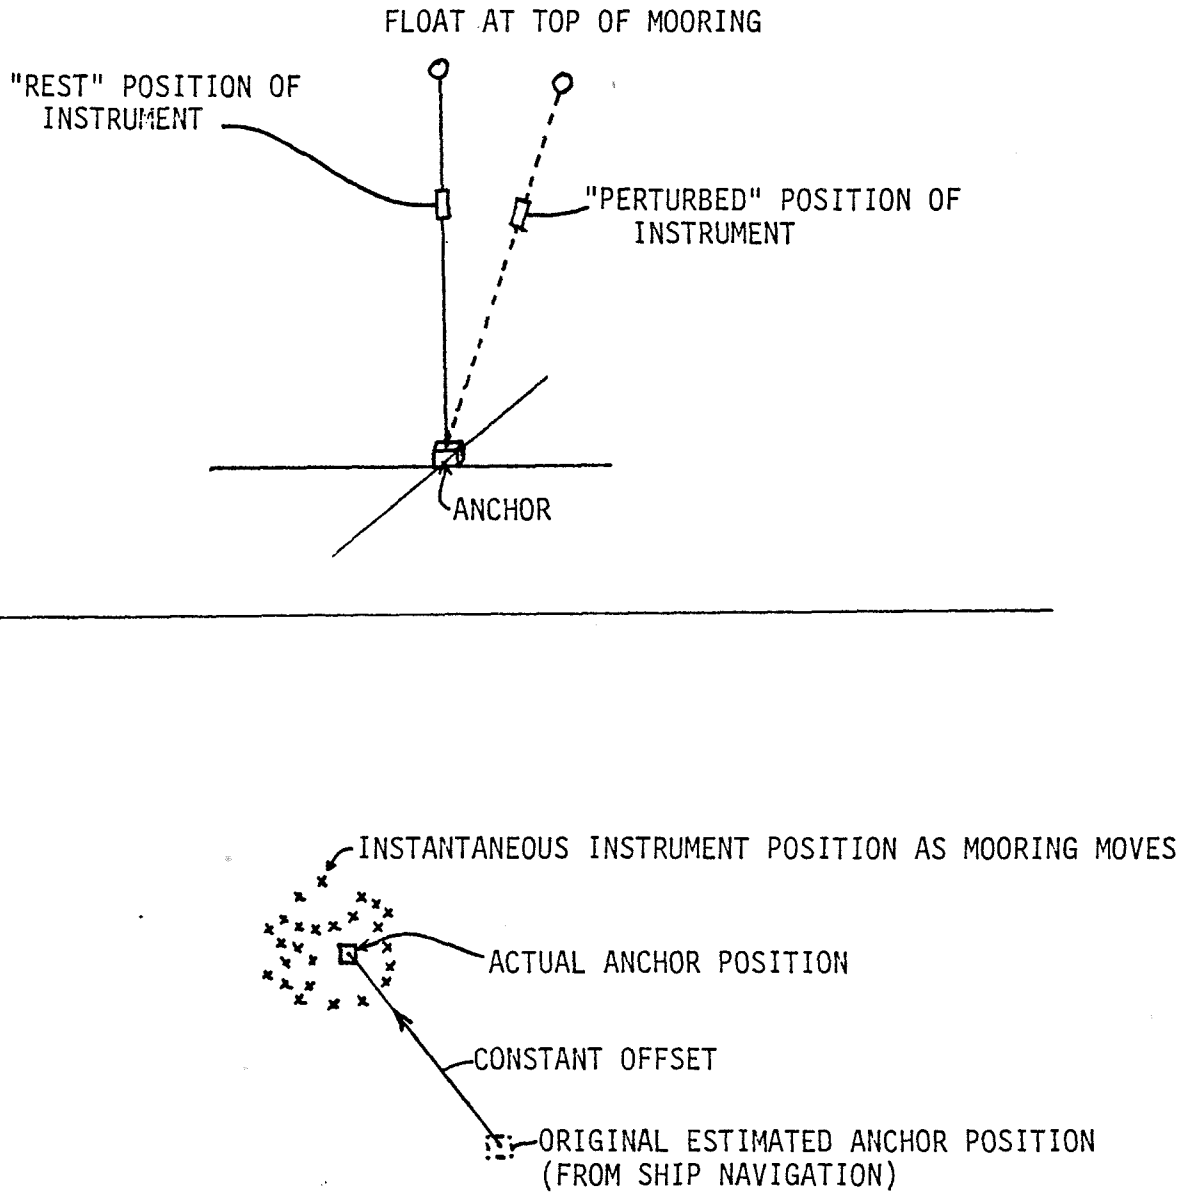 FLOAT AT TOP OF MOORING
"REST" POSITION OF
INSTRUMENT
"PERTURBED" POSITION OF
INSTRUMENT
ANCHOR
INSTANTANEOUS INSTRUMENT POSITION AS MOORING MOVES
ACTUAL ANCHOR POSITION
CONSTANT OFFSET
ORIGINAL ESTIMATED ANCHOR POSITION
(FROM SHIP NAVIGATION)